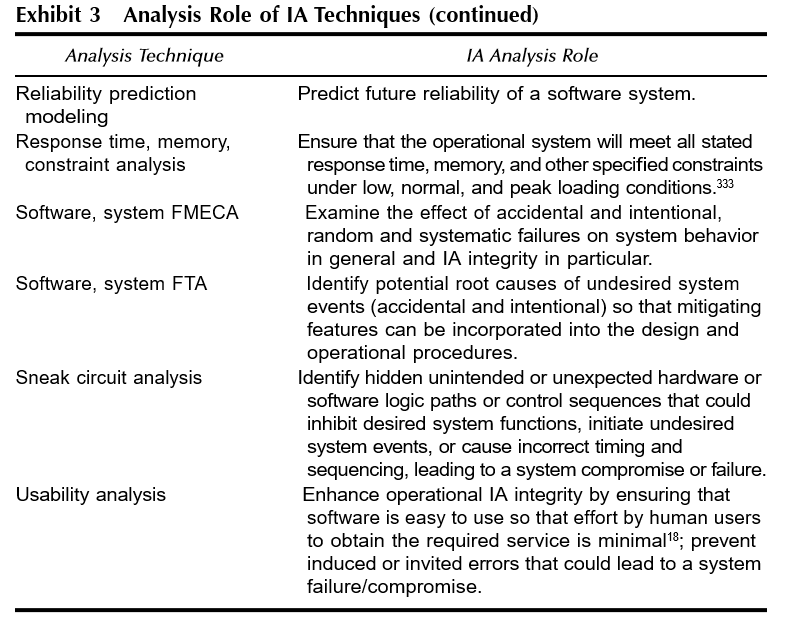 Exhibit 3 Analysis Role of IA Techniques (continued)
Analysis Technique IA Analysis Role
Reliability prediction Predict future reliability of a software system.
modeling
Response time, memory, Ensure that the operational system will meet all stated
constraint analysis response time, memory, and other specified constraints
under low, normal, and peak loading conditions.333
Software, system FMECA Examine the effect of accidental and intentional,
random and systematic failures on system behavior
in general and IA integrity in particular.
Software, system FTA Identify potential root causes of undesired system
events (accidental and intentional) so that mitigating
features can be incorporated into the design and
operational procedures.
Sneak circuit analysis Identify hidden unintended or unexpected hardware or
software logic paths or control sequences that could
inhibit desired system functions, initiate undesired
system events, or cause incorrect timing and
sequencing, leading to a system compromise or failure.
Usability analysis Enhance operational IA integrity by ensuring that
software is easy to use so that effort by human users
to obtain the required service is minimal18; prevent
induced or invited errors that could lead to a system
failure/compromise.